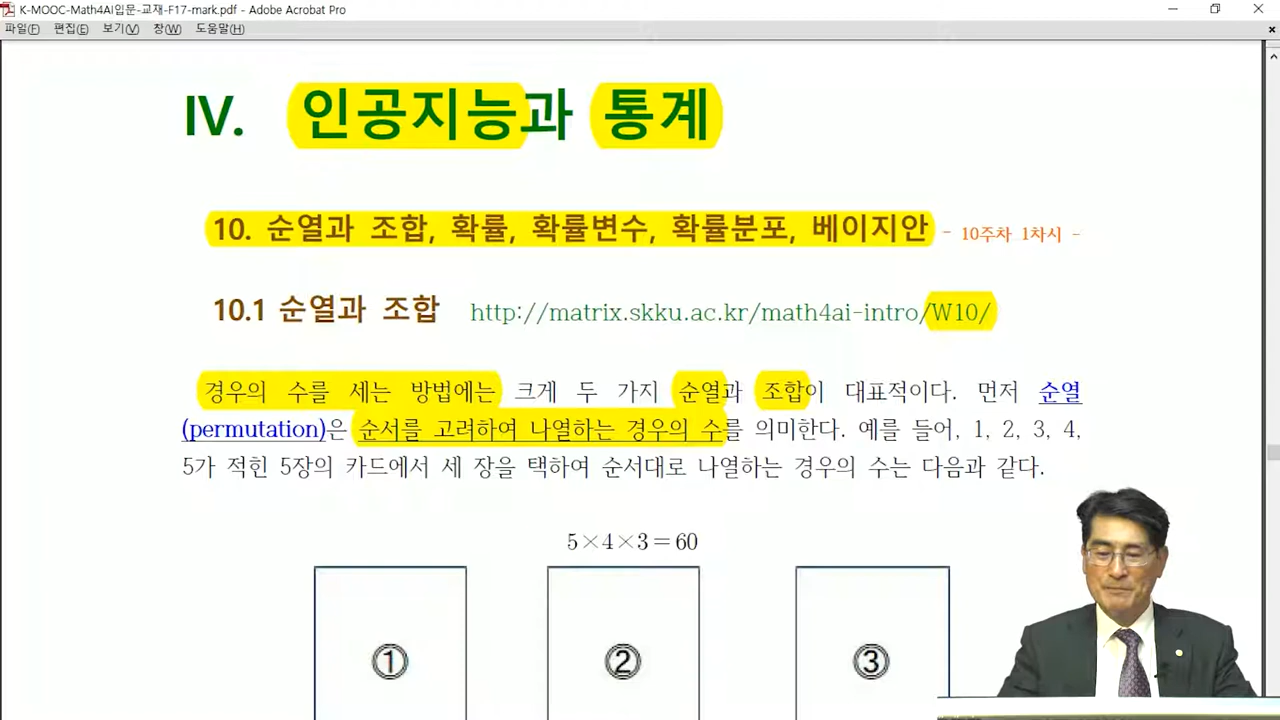 K-MOOC-Math4AI입문-교재-F17-mark.pdf - Adobe Acrobat Pro
파일(F) 편집(E) 보기(V) 창(W) 도움말(H)
IV. 인공지능과 통계
10. 순열과 조합, 확률, 확률변수, 확률분포, 베이지안 - 10주차 1차시 -
10.1 순열과 조합 http://matrix.skku.ac.kr/math4ai-intro/W10/
경우의 수를 세는 방법에는 크게 두 가지 순열과 조합이 대표적이다. 먼저 순열
(permutation)은 순서를 고려하여 나열하는 경우의 수를 의미한다. 예를 들어, 1, 2, 3, 4,
5가 적힌 5장의 카드에서 세 장을 택하여 순서대로 나열하는 경우의 수는 다음과 같다.
5×4×3=60
① ② ③